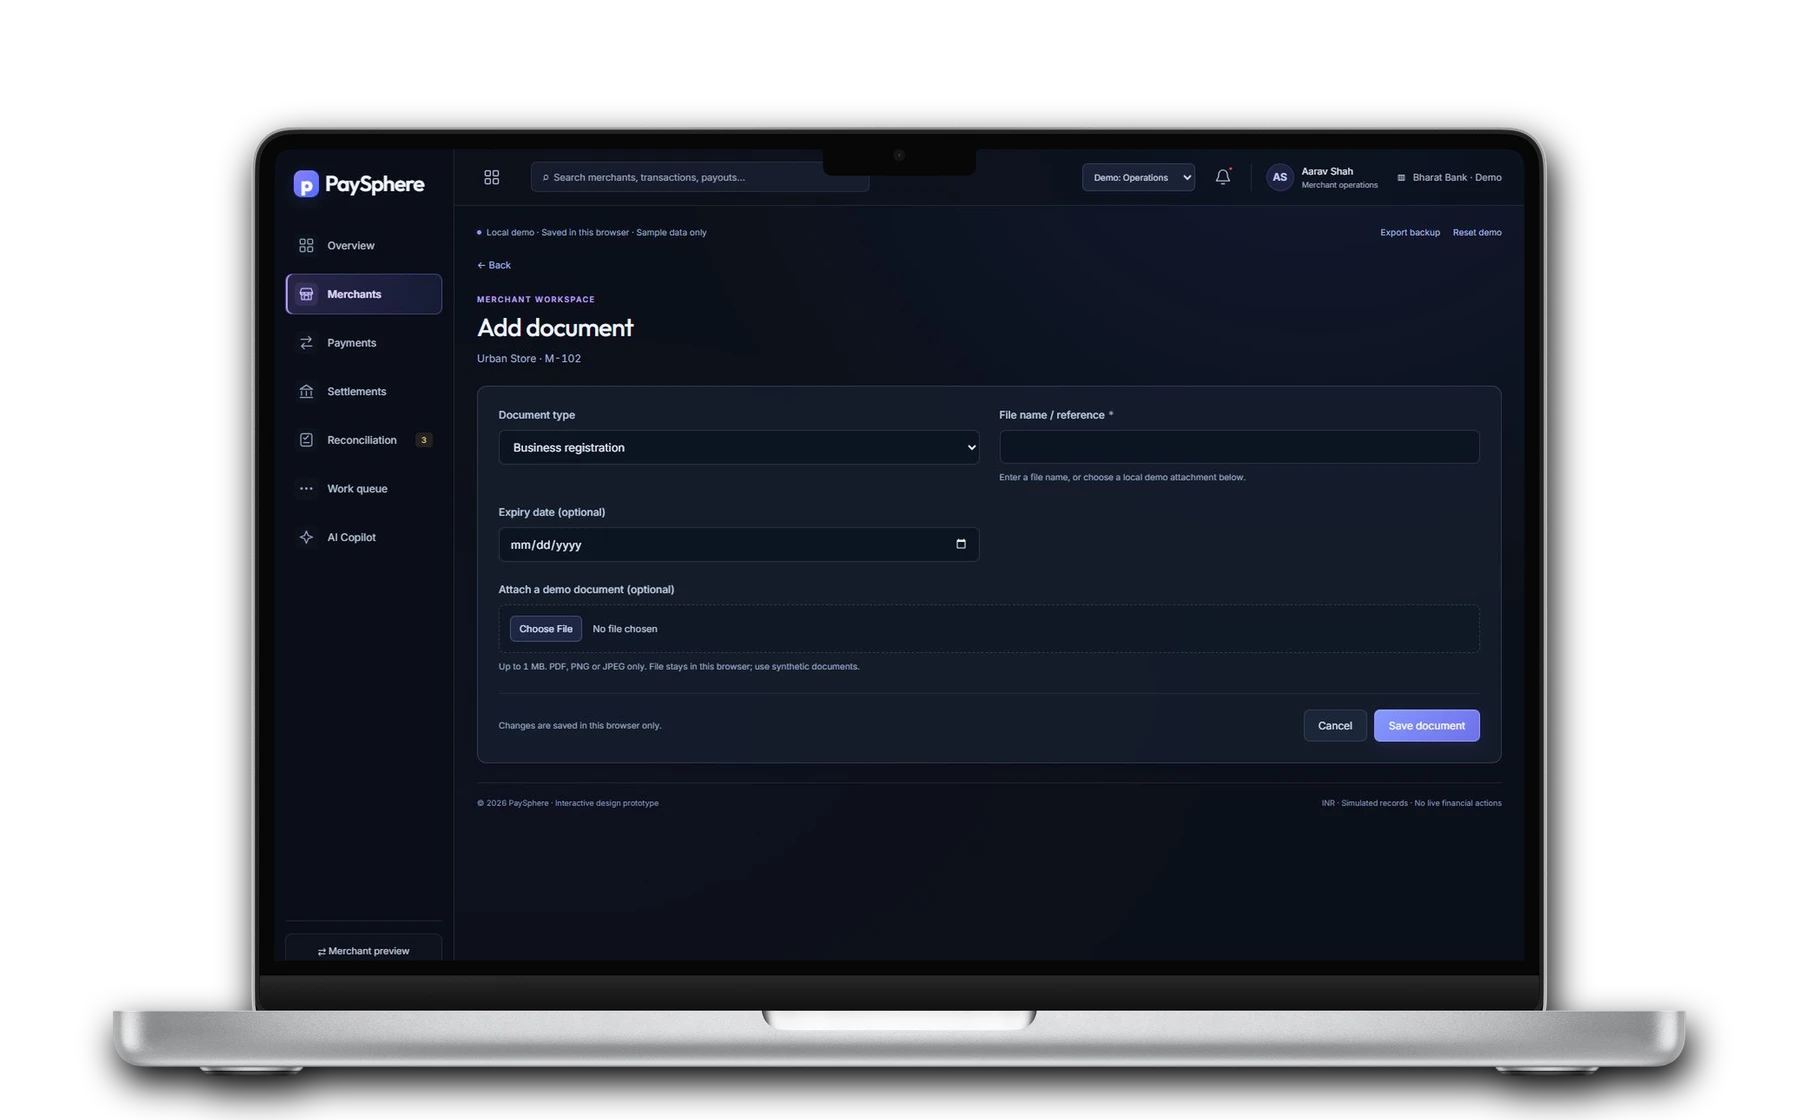 PaySphere
Overview
Merchants
Payments
Settlements
Reconciliation 3
Work queue
AI Copilot
⇄ Merchant preview
Search merchants, transactions, payouts...
Demo: Operations
AS
Aarav Shah
Merchant operations
Bharat Bank · Demo
Local demo · Saved in this browser · Sample data only
Export backup
Reset demo
← Back
MERCHANT WORKSPACE
Add document
Urban Store · M-102
Document type
Business registration
File name / reference *
Enter a file name, or choose a local demo attachment below.
Expiry date (optional)
mm/dd/yyyy
Attach a demo document (optional)
Choose File No file chosen
Up to 1 MB. PDF, PNG or JPEG only. File stays in this browser; use synthetic documents.
Changes are saved in this browser only.
Cancel
Save document
© 2026 PaySphere · Interactive design prototype
INR · Simulated records · No live financial actions